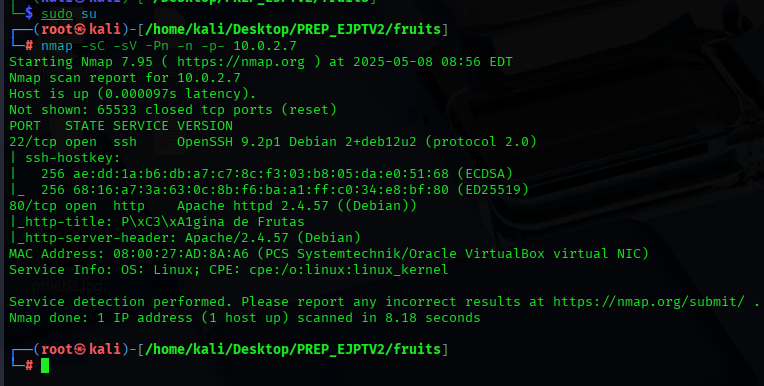 └─$ sudo su
┌──(root㉿kali)-[/home/kali/Desktop/PREP_EJPTV2/fruits]
└─# nmap -sC -sV -Pn -n -p- 10.0.2.7
Starting Nmap 7.95 ( https://nmap.org ) at 2025-05-08 08:56 EDT
Nmap scan report for 10.0.2.7
Host is up (0.000097s latency).
Not shown: 65533 closed tcp ports (reset)
PORT   STATE SERVICE VERSION
22/tcp open  ssh     OpenSSH 9.2p1 Debian 2+deb12u2 (protocol 2.0)
| ssh-hostkey:
|   256 ae:dd:1a:b6:db:a7:c7:8c:f3:03:b8:05:da:e0:51:68 (ECDSA)
|_  256 68:16:a7:3a:63:0c:8b:f6:ba:a1:ff:c0:34:e8:bf:80 (ED25519)
80/tcp open  http    Apache httpd 2.4.57 ((Debian))
|_http-title: P\xC3\xA1gina de Frutas
|_http-server-header: Apache/2.4.57 (Debian)
MAC Address: 08:00:27:AD:8A:A6 (PCS Systemtechnik/Oracle VirtualBox virtual NIC)
Service Info: OS: Linux; CPE: cpe:/o:linux:linux_kernel
prueba.jpg
Service detection performed. Please report any incorrect results at https://nmap.org/submit/ .
Nmap done: 1 IP address (1 host up) scanned in 8.18 seconds
┌──(root㉿kali)-[/home/kali/Desktop/PREP_EJPTV2/fruits]
└─#